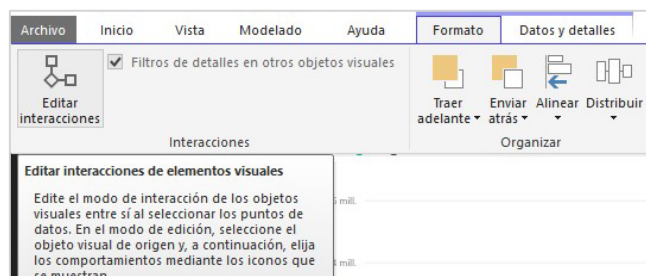 Archivo Inicio Vista Modelado Ayuda Formato Datos y detalles
Filtros de detalles en otros objetos visuales
Editar
interacciones
Traer
adelante
Enviar
atrás
Alinear
Distribuir
Interacciones
Organizar
Editar interacciones de elementos visuales
Edite el modo de interacción de los objetos
visuales entre sí al seleccionar los puntos de
datos. En el modo de edición, seleccione el
objeto visual de origen y, a continuación, elija
los comportamientos mediante los iconos que
se muestran
mill.
mill.